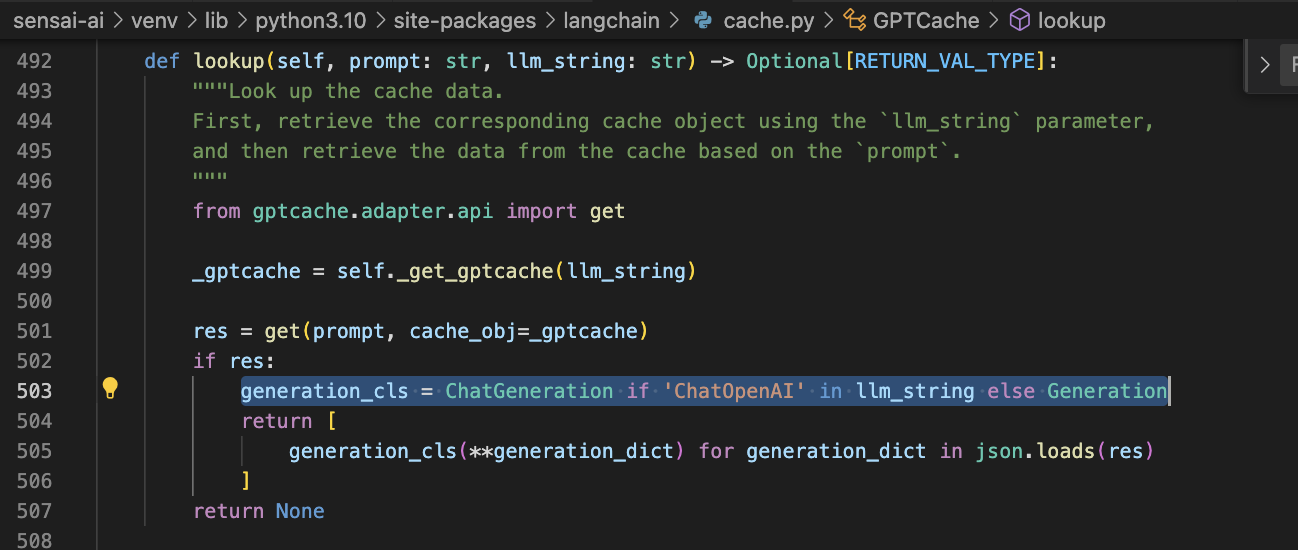 sensai-ai > venv > lib > python3.10 > site-packages > langchain > cache.py > GPTCache > lookup
492 def lookup(self, prompt: str, llm_string: str) -> Optional[RETURN_VAL_TYPE]:
493 """Look up the cache data.
494 First, retrieve the corresponding cache object using the `llm_string` parameter,
495 and then retrieve the data from the cache based on the `prompt`.
496 """
497 from gptcache.adapter.api import get
498
499 _gptcache = self._get_gptcache(llm_string)
500
501 res = get(prompt, cache_obj=_gptcache)
502 if res:
503 generation_cls = ChatGeneration if 'ChatOpenAI' in llm_string else Generation
504 return [
505 generation_cls(**generation_dict) for generation_dict in json.loads(res)
506 ]
507 return None
508